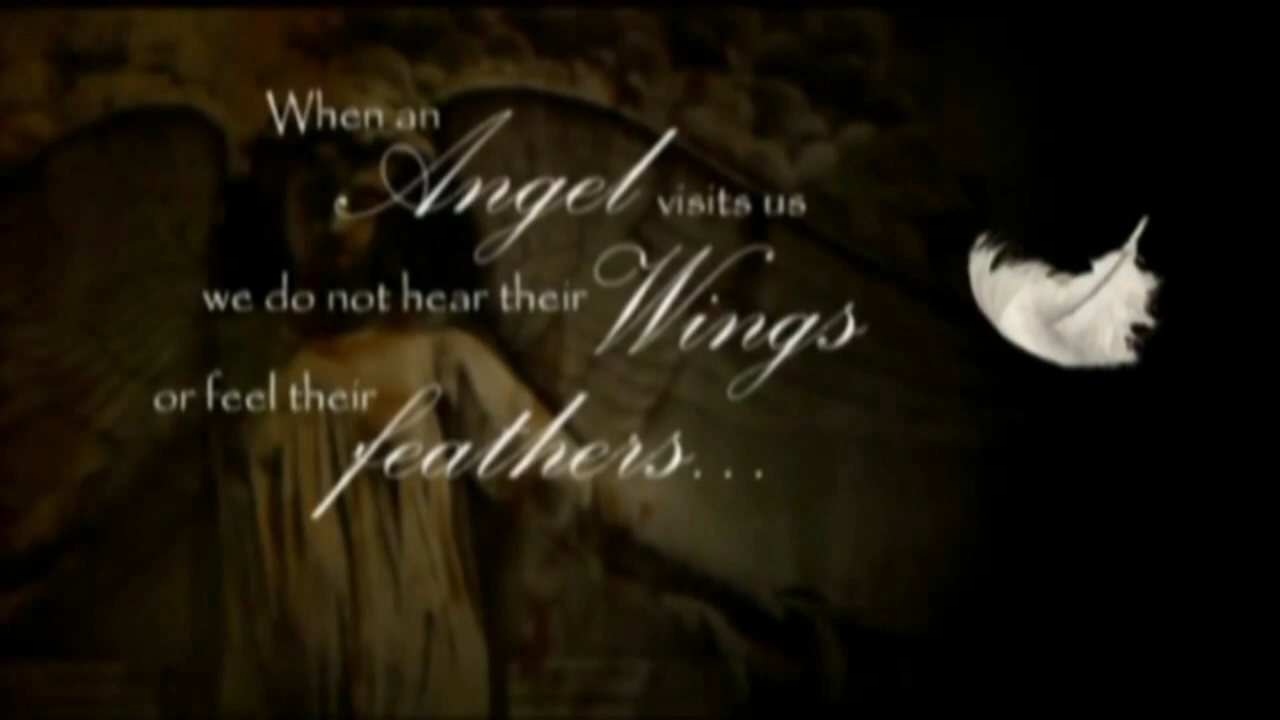 When an
Angel visits us
we do not hear their Wings
or feel their
feathers...